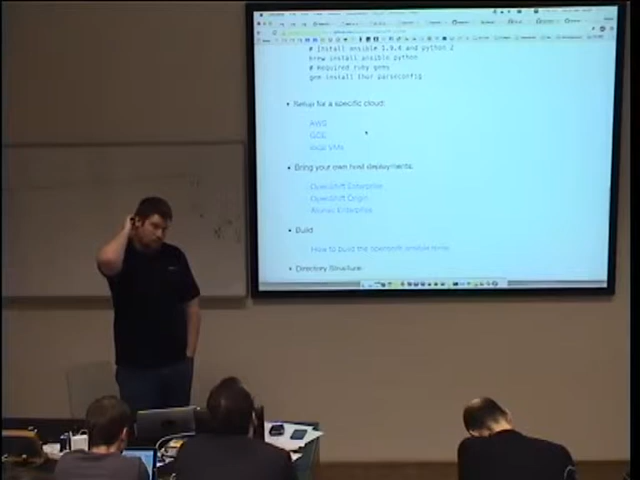 # Install ansible 1.9.4 and python 2
brew install ansible python
# Required ruby gems
gem install thor parseconfig
• Setup for a specific cloud:
AWS
GCE
local VMs
• Bring your own host deployments:
OpenShift Enterprise
OpenShift Origin
Atomic Enterprise
• Build
How to build the openshift-ansible rpms
• Directory Structure